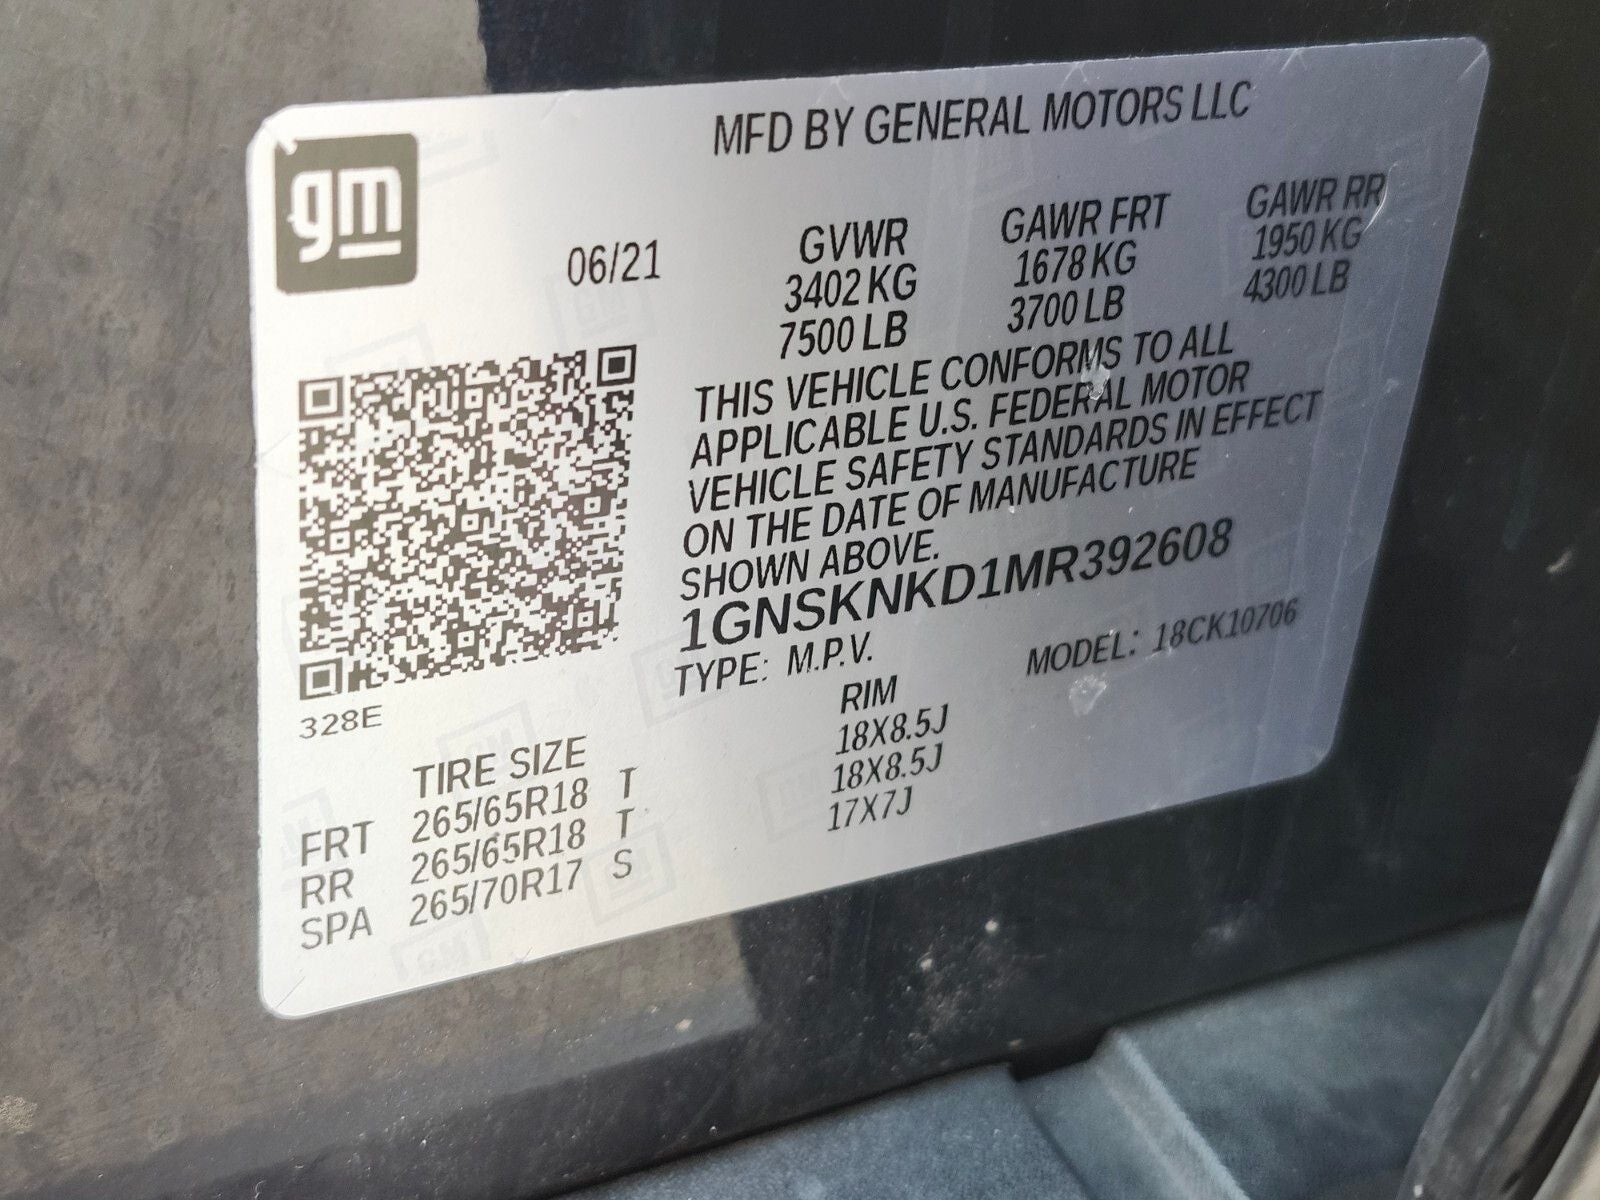 gm
MFD BY GENERAL MOTORS LLC
06/21
GVWR GAWR FRT GAWR RR
3402 KG 1678 KG 1950 KG
7500 LB 3700 LB 4300 LB
THIS VEHICLE CONFORMS TO ALL
APPLICABLE U.S. FEDERAL MOTOR
VEHICLE SAFETY STANDARDS IN EFFECT
ON THE DATE OF MANUFACTURE
SHOWN ABOVE.
1GNSKNKD1MR392608
TYPE: M.P.V. MODEL: 18CK10706
328E
TIRE SIZE RIM
FRT 265/65R18 T 18X8.5J
RR 265/65R18 T 18X8.5J
SPA 265/70R17 S 17X7J